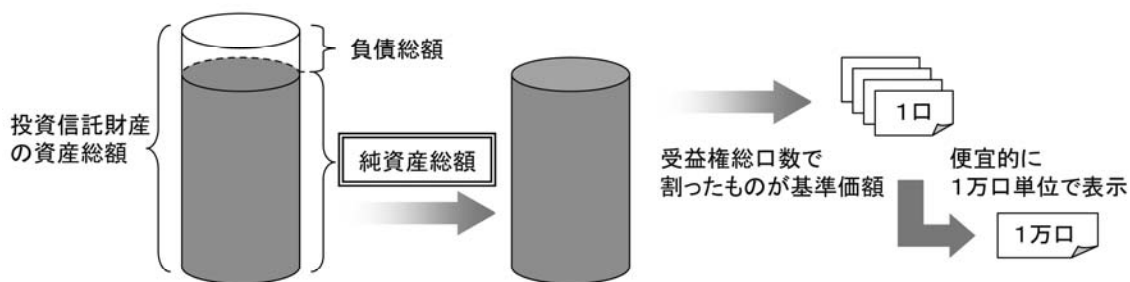 負債総額
投資信託財産
の資産総額
純資産総額
1口
受益権総口数で
割ったものが基準価額
便宜的に
1万口単位で表示
1万口